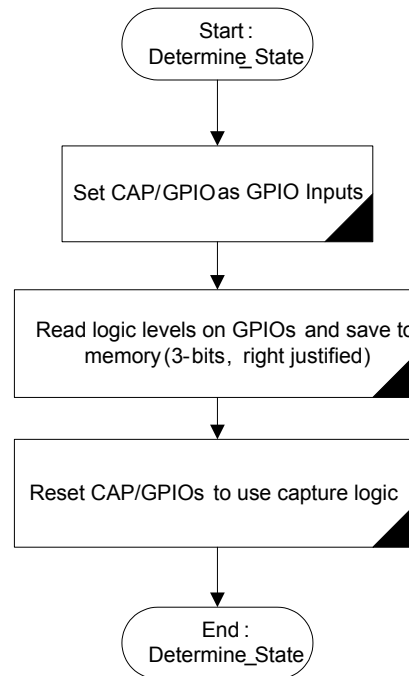 Start :
Determine_State
Set CAP/GPIO as GPIO Inputs
Read logic levels on GPIOs and save to
memory (3-bits, right justified)
Reset CAP/GPIOs to use capture logic
End :
Determine_State